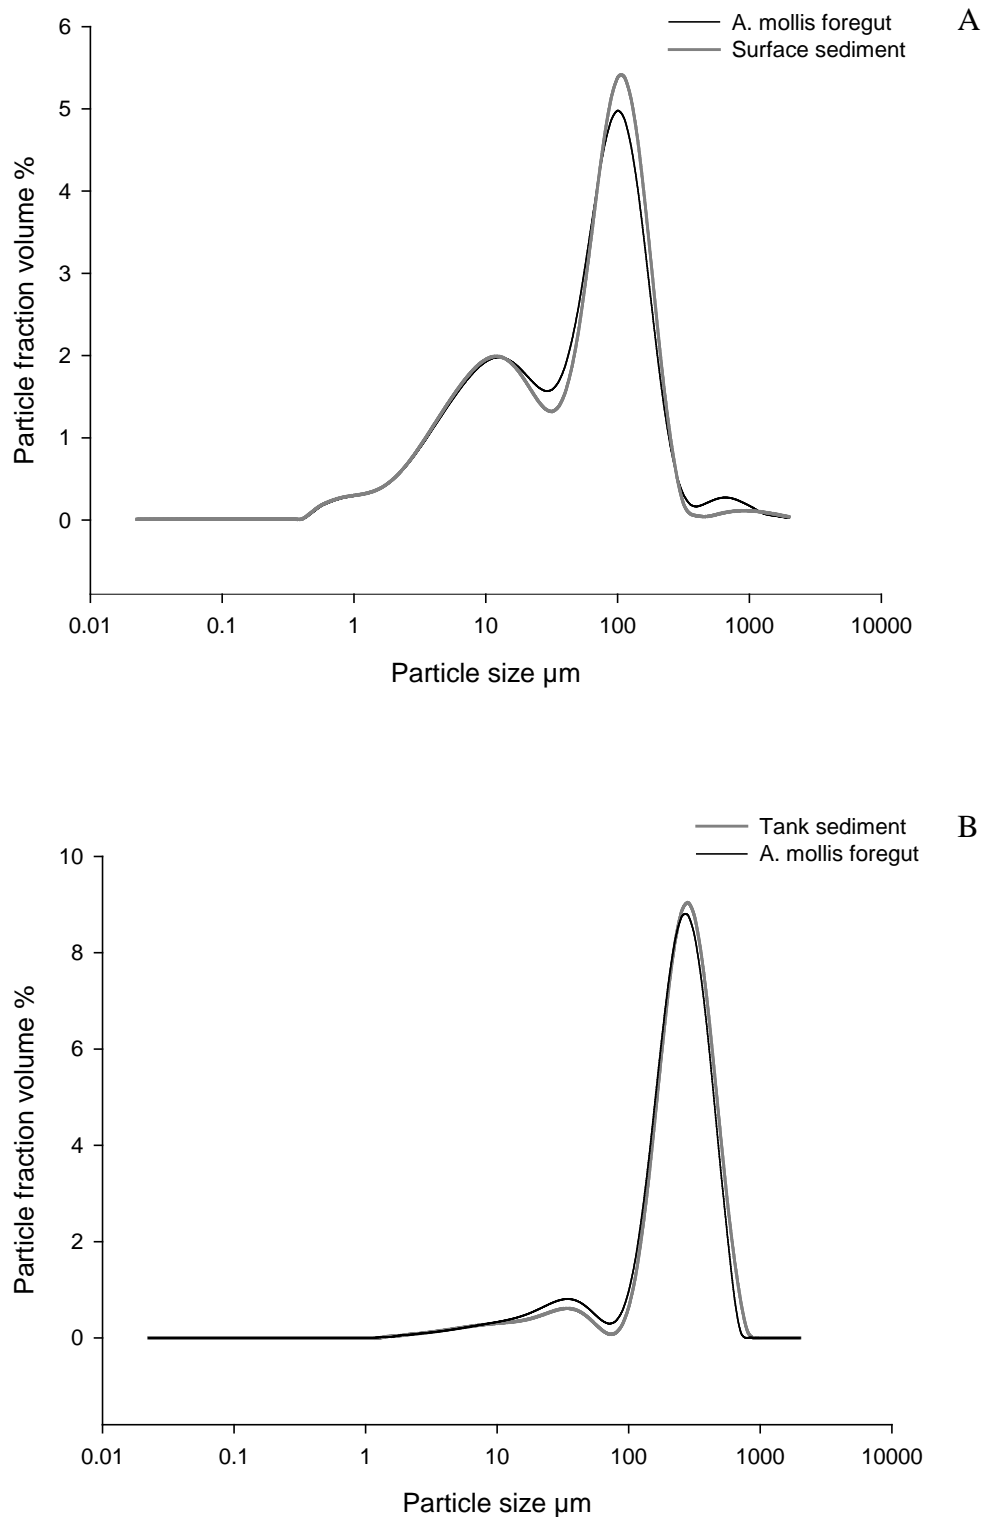 A. mollis foregut
Surface sediment
A
6
5
4
3
2
1
0
Particle fraction volume %
0.01 0.1 1 10 100 1000 10000
Particle size µm
Tank sediment
A. mollis foregut
B
10
8
6
4
2
0
Particle fraction volume %
0.01 0.1 1 10 100 1000 10000
Particle size µm